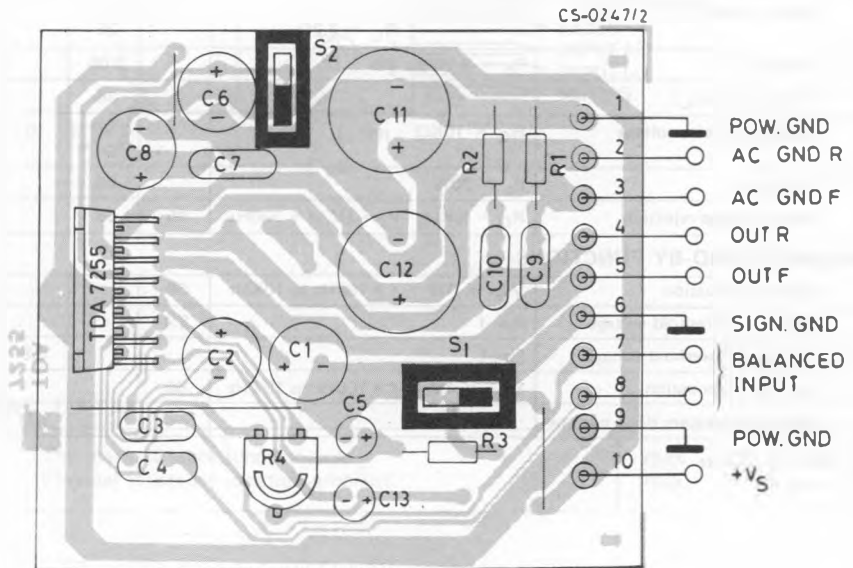 CS-0247/2
S2
C6
C11
C8
C7
R2
R1
1
POW. GND
2
AC GND R
3
AC GND F
4
OUT R
5
OUT F
6
SIGN. GND
7
BALANCED
INPUT
8
9
POW. GND
10
+VS
TDA 7255
C12
C10
C9
C2
C1
S1
C5
C3
C4
R4
R3
C13
7255
TDA